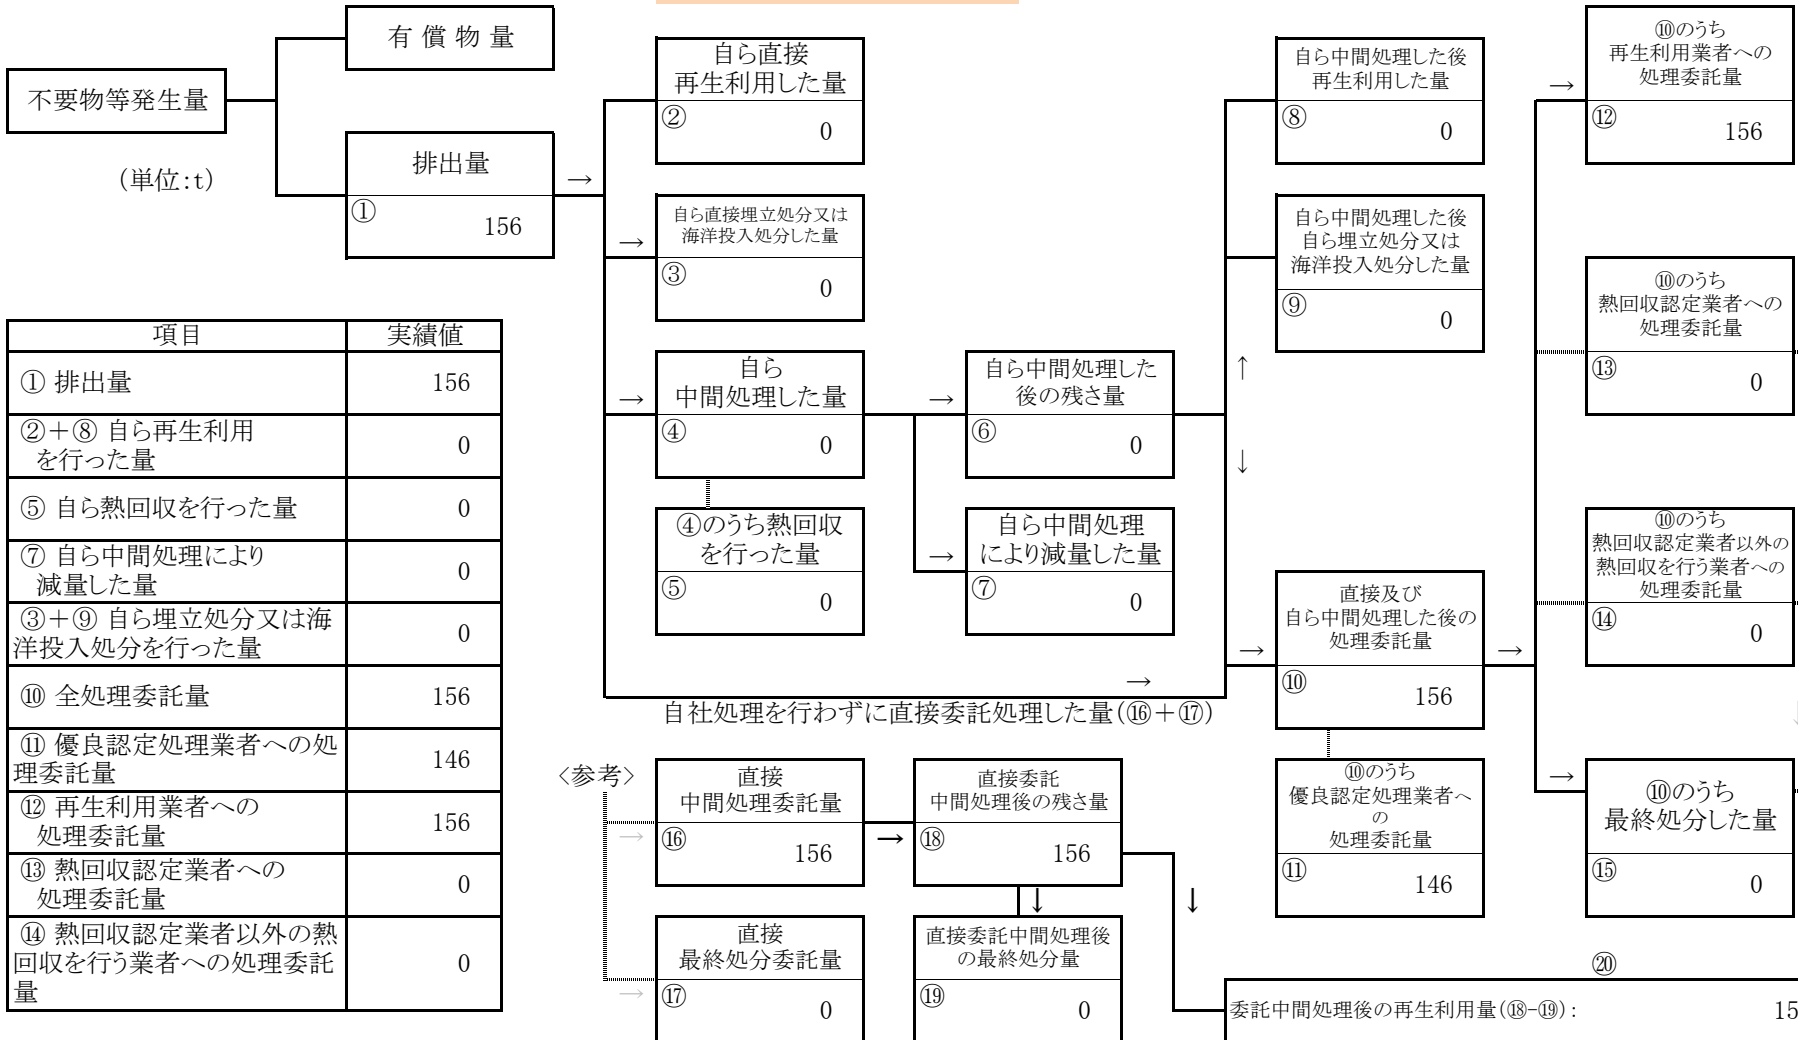 有 償 物 量
不要物等発生量
(単位:t)
排出量
①
156
→
自ら直接
再生利用した量
②
0
→
自ら直接埋立処分又は
海洋投入処分した量
③
0
→
自ら
中間処理した量
④
0
④のうち熱回収
を行った量
⑤
0
→
自ら中間処理した
後の残さ量
⑥
0
→
自ら中間処理
により減量した量
⑦
0
自ら中間処理した後
再生利用した量
⑧
0
自ら中間処理した後
自ら埋立処分又は
海洋投入処分した量
⑨
0
↑
↓
→
直接及び
自ら中間処理した後の
処理委託量
⑩
156
→
⑩のうち
優良認定処理業者へ
の
処理委託量
⑪
146
→
⑩のうち
再生利用業者への
処理委託量
⑫
156
⑩のうち
熱回収認定業者への
処理委託量
⑬
0
⑩のうち
熱回収認定業者以外の
熱回収を行う業者への
処理委託量
⑭
0
→
⑩のうち
最終処分した量
⑮
0
→
自社処理を行わずに直接委託処理した量(⑯+⑰)
〈参考〉
→
直接
中間処理委託量
⑯
156
→
直接委託
中間処理後の残さ量
⑱
156
↓
↓
→
直接
最終処分委託量
⑰
0
直接委託中間処理後
の最終処分量
⑲
0
⑳
委託中間処理後の再生利用量(⑱-⑲):
15
項目 実績値
① 排出量 156
②+⑧ 自ら再生利用
を行った量 0
⑤ 自ら熱回収を行った量 0
⑦ 自ら中間処理により
減量した量 0
③+⑨ 自ら埋立処分又は海
洋投入処分を行った量 0
⑩ 全処理委託量 156
⑪ 優良認定処理業者への処
理委託量 146
⑫ 再生利用業者への
処理委託量 156
⑬ 熱回収認定業者への
処理委託量 0
⑭ 熱回収認定業者以外の熱
回収を行う業者への処理委託
量 0